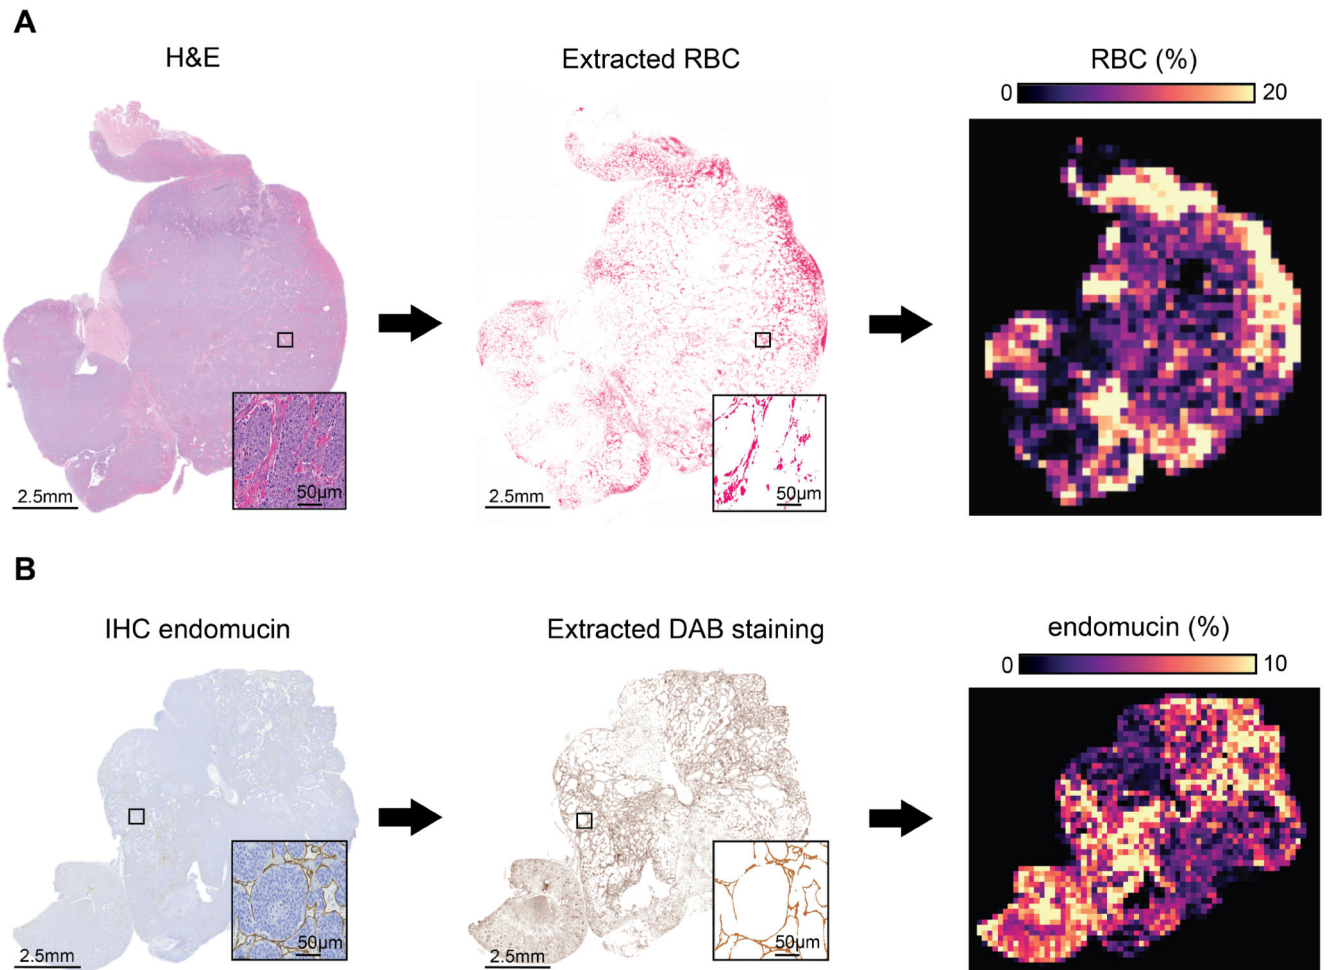 A
H&E
Extracted RBC
RBC (%)
0
20
2.5mm
50µm
2.5mm
50µm
B
IHC endomucin
Extracted DAB staining
endomucin (%)
0
10
2.5mm
50µm
2.5mm
50µm